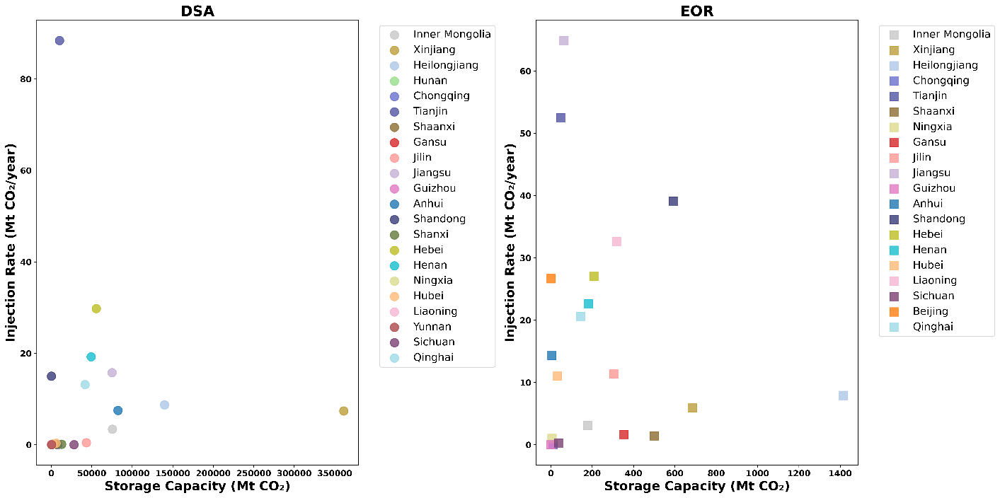 DSA
Injection Rate (Mt CO₂/year)
80
60
40
20
0
0 50000 100000 150000 200000 250000 300000 350000
Storage Capacity (Mt CO₂)
Inner Mongolia
Xinjiang
Heilongjiang
Hunan
Chongqing
Tianjin
Shaanxi
Gansu
Jilin
Jiangsu
Guizhou
Anhui
Shandong
Shanxi
Hebei
Henan
Ningxia
Hubei
Liaoning
Yunnan
Sichuan
Qinghai
EOR
Injection Rate (Mt CO₂/year)
60
50
40
30
20
10
0
0 200 400 600 800 1000 1200 1400
Storage Capacity (Mt CO₂)
Inner Mongolia
Xinjiang
Heilongjiang
Chongqing
Tianjin
Shaanxi
Ningxia
Gansu
Jilin
Jiangsu
Guizhou
Anhui
Shandong
Hebei
Henan
Hubei
Liaoning
Sichuan
Beijing
Qinghai